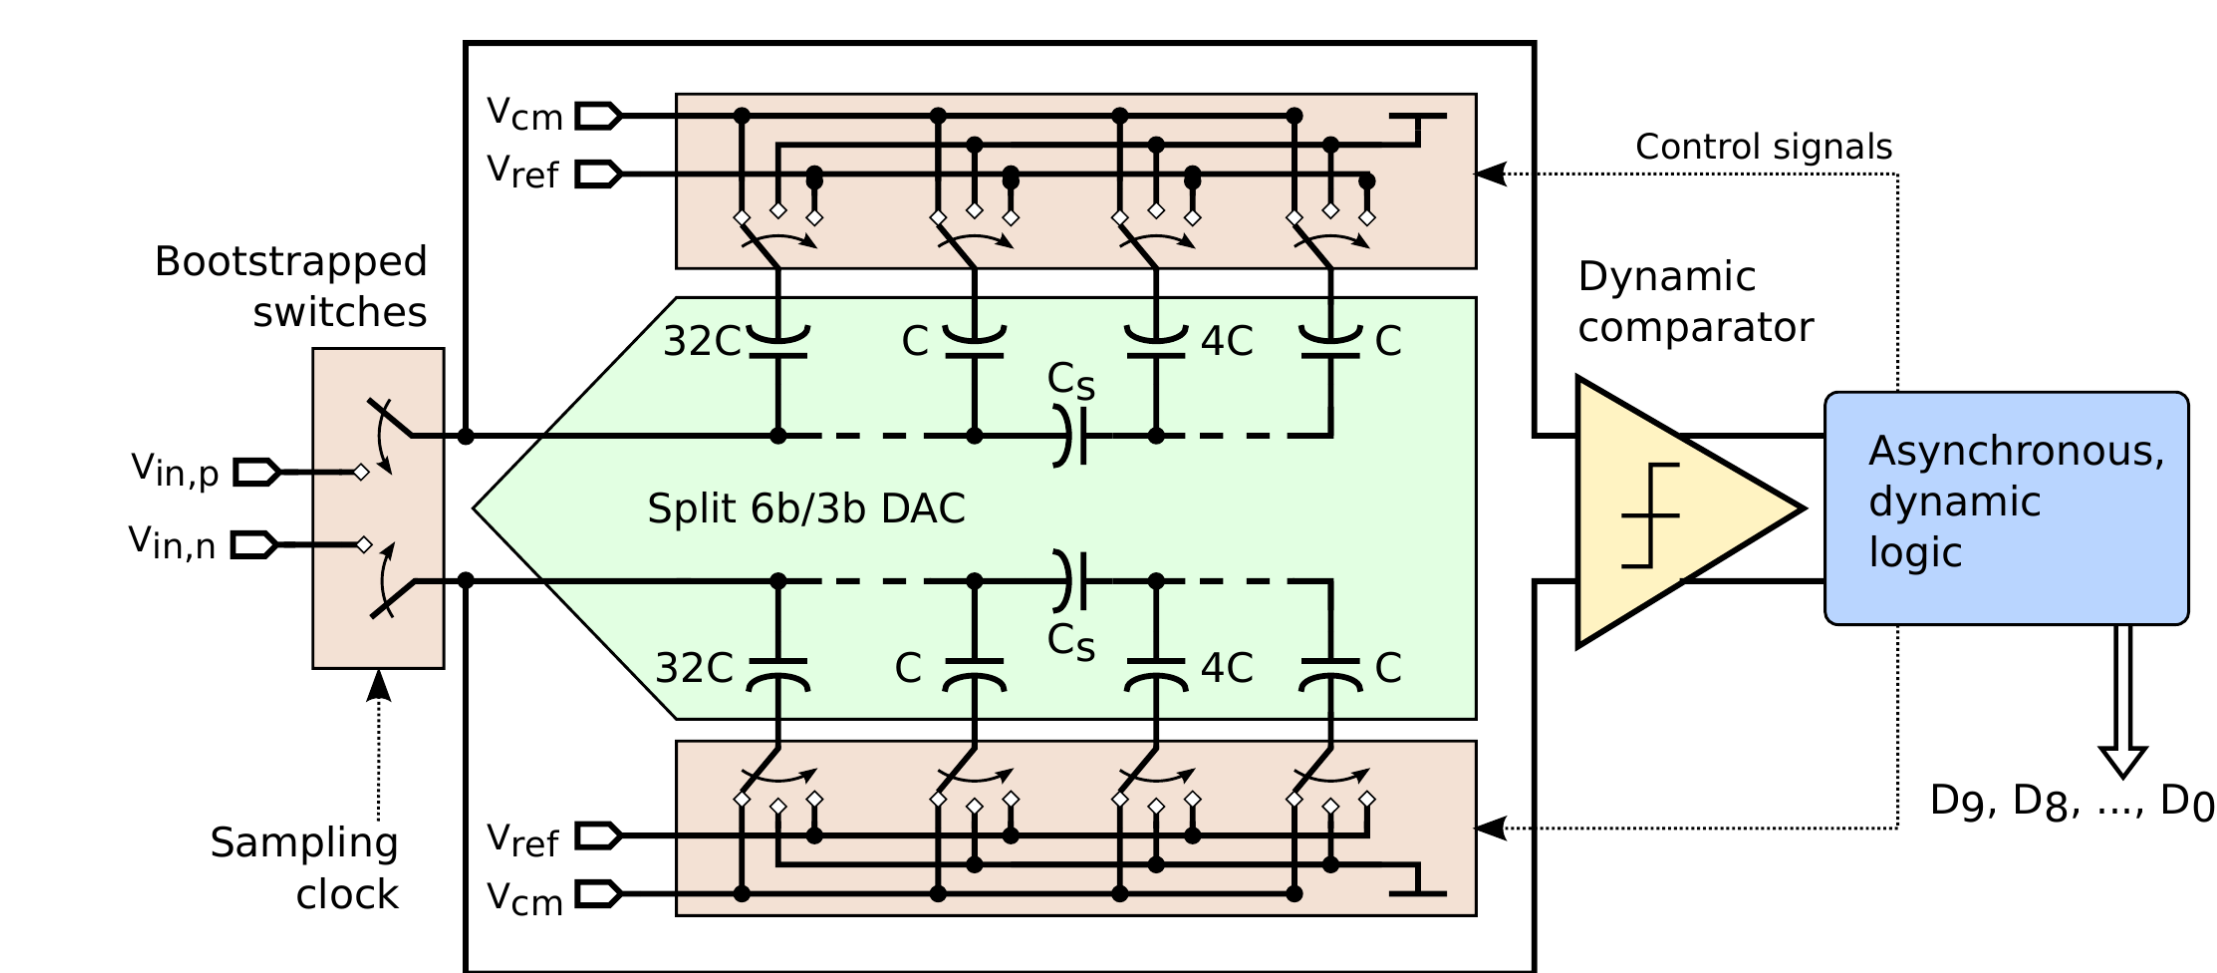 Vcm
Vref
Control signals
Bootstrapped
switches
Dynamic
comparator
32C
C
4C
C
Cs
Vin,p
Vin,n
Split 6b/3b DAC
Asynchronous,
dynamic
logic
Cs
32C
C
4C
C
Sampling
clock
Vref
Vcm
D9, D8, ..., D0